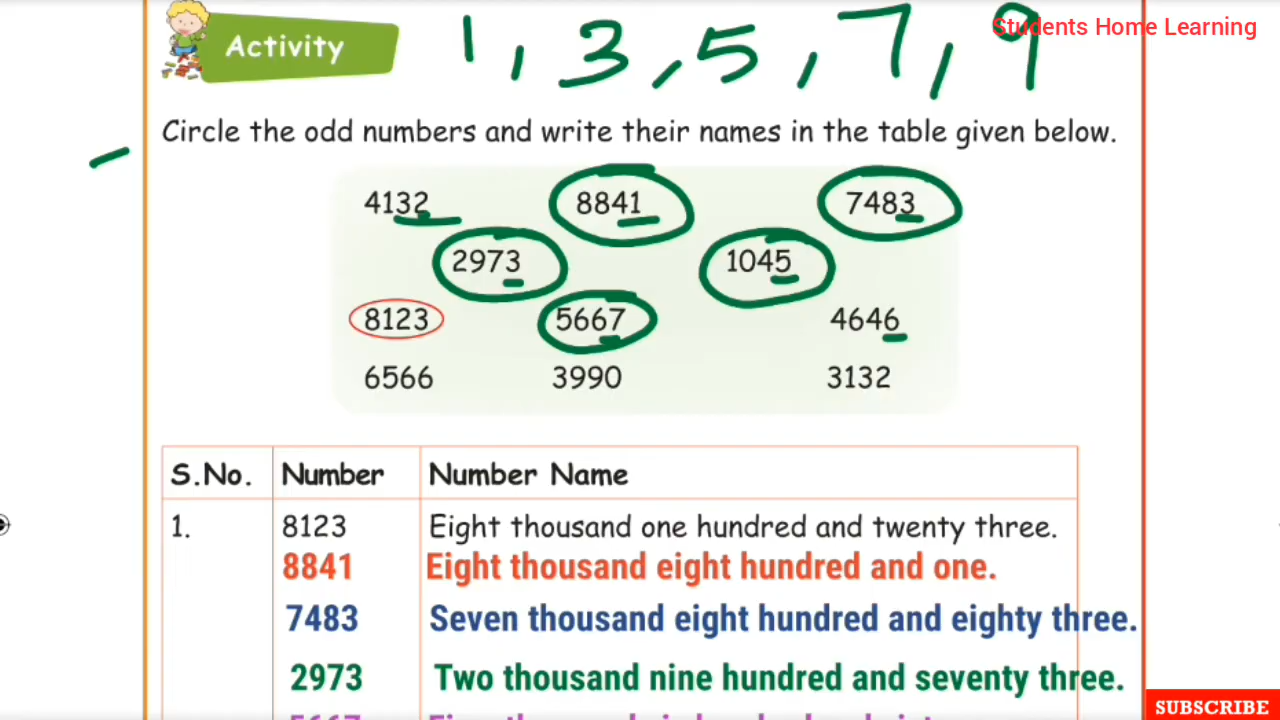 Activity
1, 3, 5, 7, 9
Students Home Learning
Circle the odd numbers and write their names in the table given below.
4132 8841 7483
2973 1045
8123 5667 4646
6566 3990 3132
S.No. Number Number Name
1. 8123 Eight thousand one hundred and twenty three.
8841 Eight thousand eight hundred and one.
7483 Seven thousand eight hundred and eighty three.
2973 Two thousand nine hundred and seventy three.
SUBSCRIBE